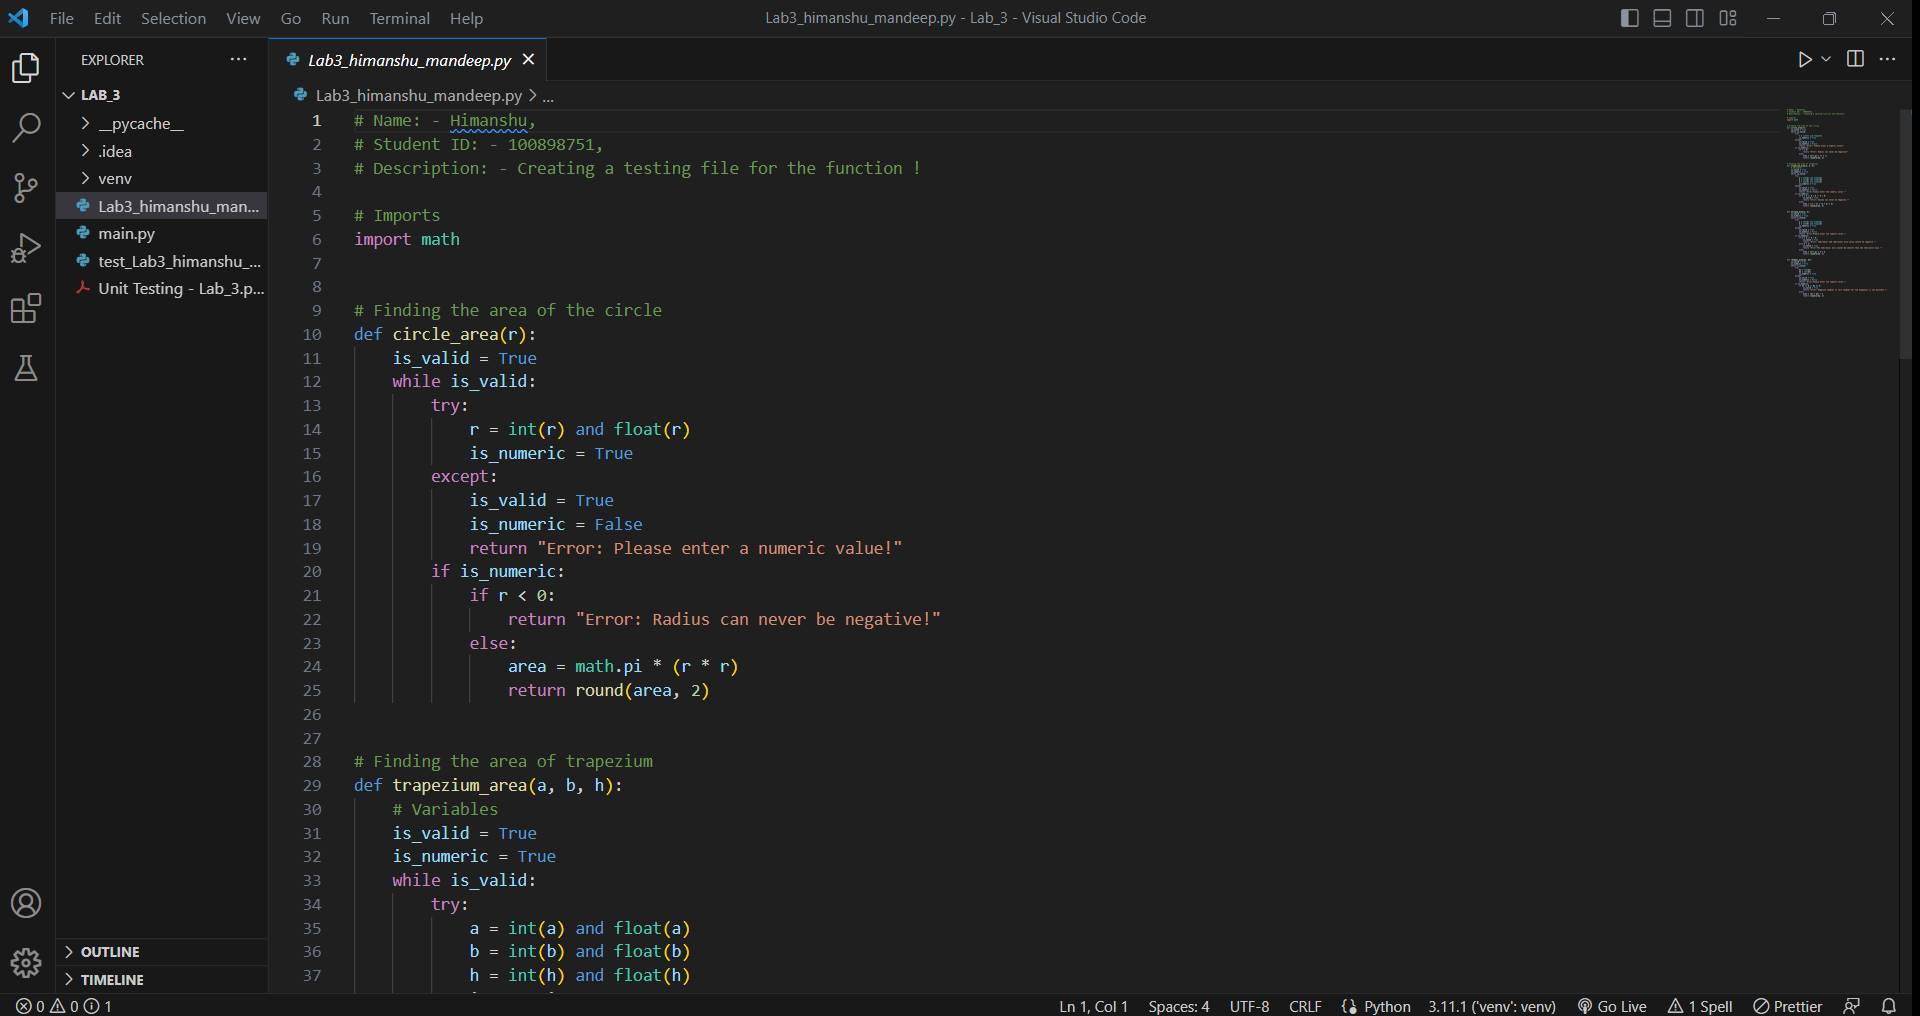 File Edit Selection View Go Run Terminal Help
Lab3_himanshu_mandeep.py - Lab_3 - Visual Studio Code
EXPLORER
LAB_3
__pycache__
.idea
venv
Lab3_himanshu_man...
main.py
test_Lab3_himanshu_...
Unit Testing - Lab_3.p...
OUTLINE
TIMELINE
Lab3_himanshu_mandeep.py
Lab3_himanshu_mandeep.py > ...
1 # Name: - Himanshu,
2 # Student ID: - 100898751,
3 # Description: - Creating a testing file for the function !
4
5 # Imports
6 import math
7
8
9 # Finding the area of the circle
10 def circle_area(r):
11 is_valid = True
12 while is_valid:
13 try:
14 r = int(r) and float(r)
15 is_numeric = True
16 except:
17 is_valid = True
18 is_numeric = False
19 return "Error: Please enter a numeric value!"
20 if is_numeric:
21 if r < 0:
22 return "Error: Radius can never be negative!"
23 else:
24 area = math.pi * (r * r)
25 return round(area, 2)
26
27
28 # Finding the area of trapezium
29 def trapezium_area(a, b, h):
30 # Variables
31 is_valid = True
32 is_numeric = True
33 while is_valid:
34 try:
35 a = int(a) and float(a)
36 b = int(b) and float(b)
37 h = int(h) and float(h)
0 0 1
Ln 1, Col 1 Spaces: 4 UTF-8 CRLF Python 3.11.1 ('venv': venv) Go Live 1 Spell Prettier